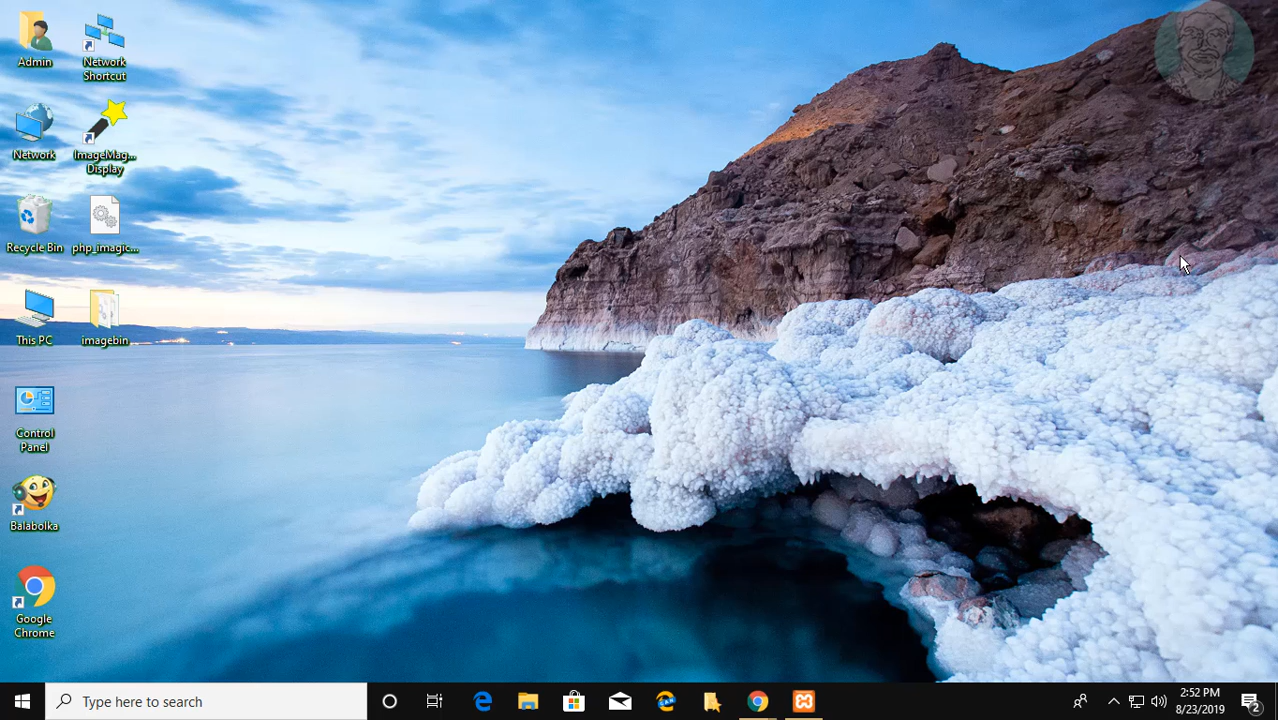 Admin
Network
Shortcut
Network
ImageMag...
Display
Recycle Bin
php_imagic...
This PC
imagebin
Control
Panel
Balabolka
Google
Chrome
Type here to search
2:52 PM
8/23/2019
2